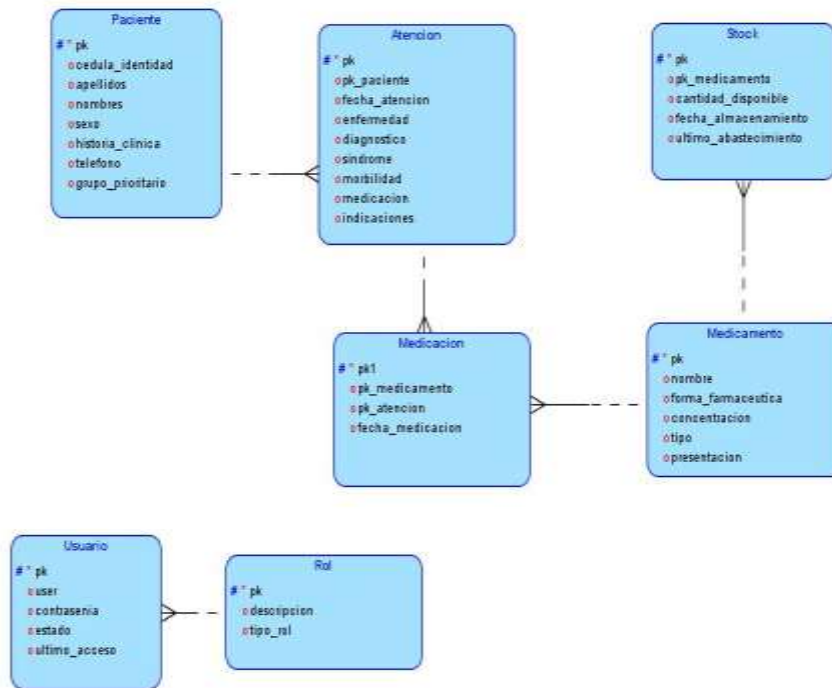 Paciente
# * pk
o cedula_identidad
o apellidos
o nombres
o sexo
o historia_clinica
o telefono
o grupo_prioritario
Atencion
# * pk
o pk_paciente
o fecha_atencion
o enfermedad
o diagnostico
o sindrome
o morbilidad
o medicacion
o indicaciones
Stock
# * pk
o pk_medicamento
o cantidad_disponible
o fecha_almacenamiento
o ultimo_abastecimiento
Medicacion
# * pk1
o pk_medicamento
o pk_atencion
o fecha_medicacion
Medicamento
# * pk
o nombre
o forma_farmaceutica
o concentracion
o tipo
o presentacion
Usuario
# * pk
o user
o contrasenia
o estado
o ultimo_acceso
Rol
# * pk
o descripcion
o tipo_rol